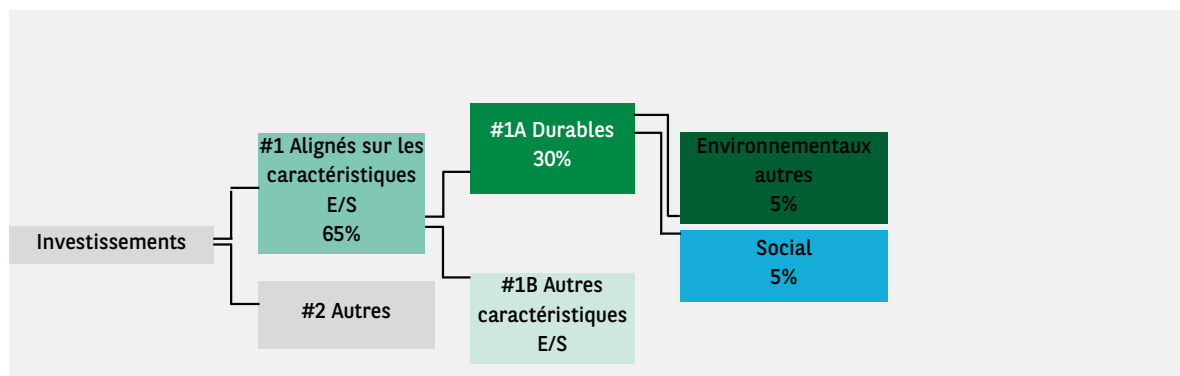 Investissements
#1 Alignés sur les
caractéristiques
E/S
65%
#2 Autres
#1A Durables
30%
#1B Autres
caractéristiques
E/S
Environnementaux
autres
5%
Social
5%